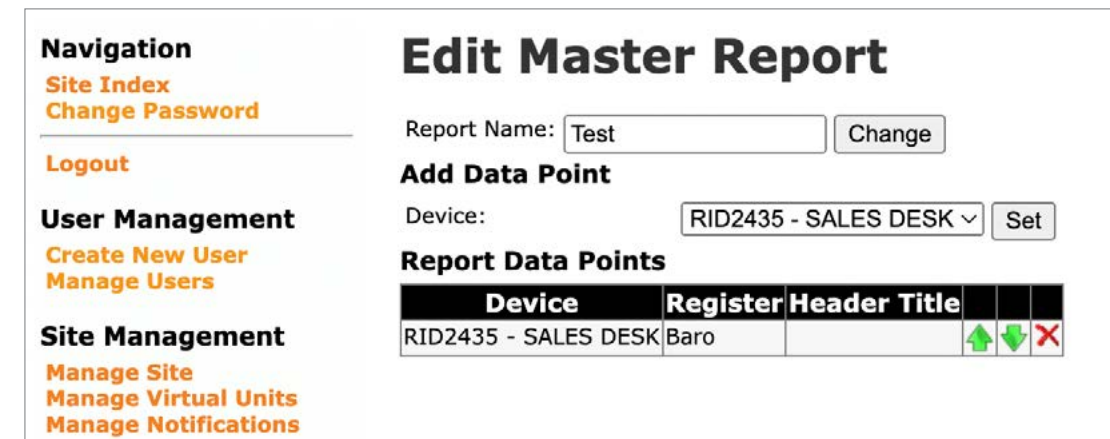 Navigation
Site Index
Change Password
Logout
User Management
Create New User
Manage Users
Site Management
Manage Site
Manage Virtual Units
Manage Notifications
Edit Master Report
Report Name: Test Change
Add Data Point
Device: RID2435 - SALES DESK Set
Report Data Points
Device Register Header Title
RID2435 - SALES DESK Baro